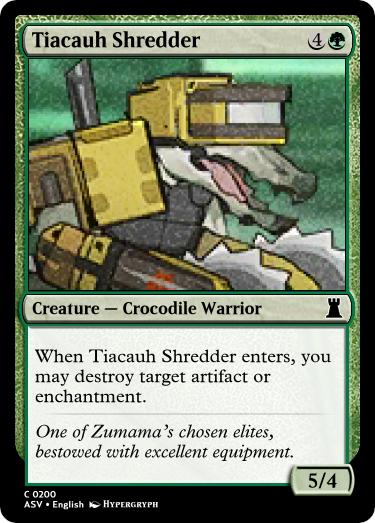 Tiacauh Shredder 4
Creature — Crocodile Warrior
When Tiacauh Shredder enters, you
may destroy target artifact or
enchantment.
One of Zumama's chosen elites,
bestowed with excellent equipment.
5/4
C 0200
ASV • English HYPERGRYPH